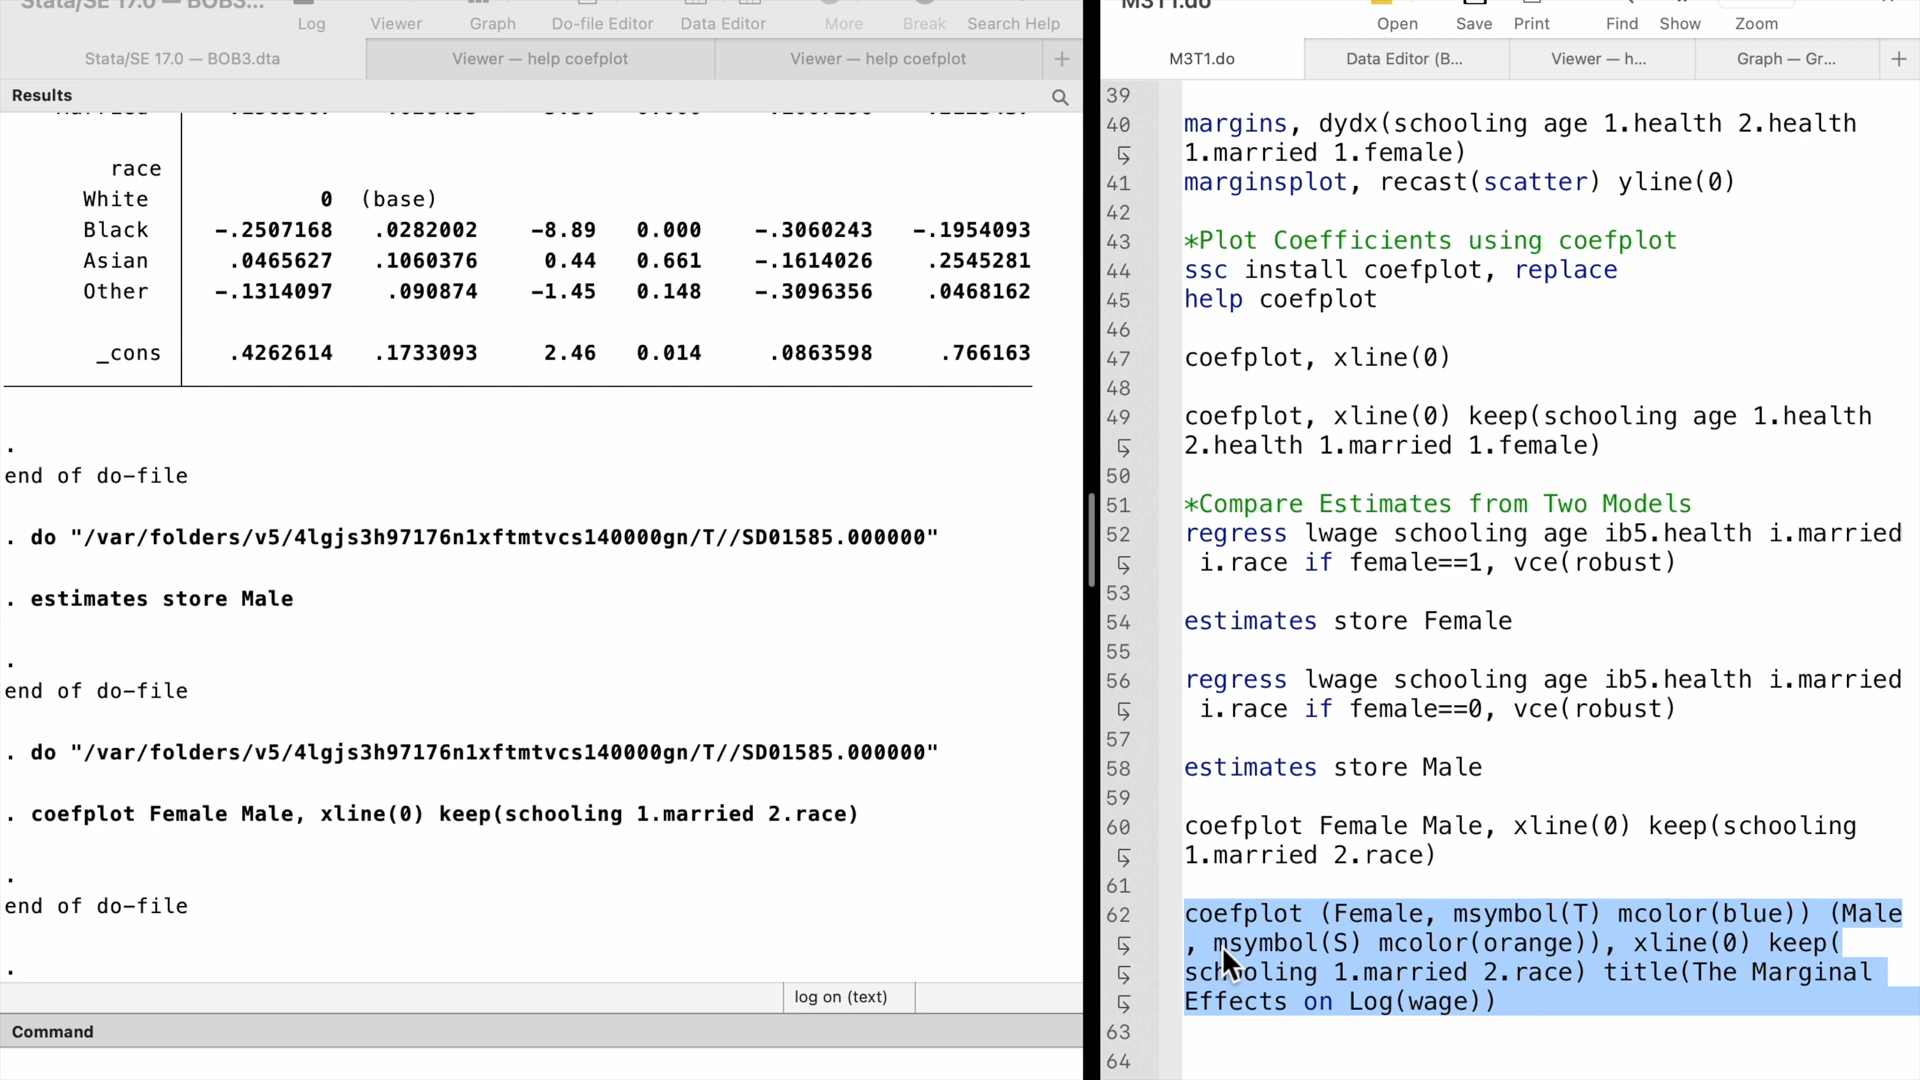 Stata/SE 17.0 — BOB3...
Log Viewer Graph Do-file Editor Data Editor More Break Search Help
Stata/SE 17.0 — BOB3.dta Viewer — help coefplot Viewer — help coefplot +
Results
race
White 0 (base)
Black -.2507168 .0282002 -8.89 0.000 -.3060243 -.1954093
Asian .0465627 .1060376 0.44 0.661 -.1614026 .2545281
Other -.1314097 .090874 -1.45 0.148 -.3096356 .0468162
_cons .4262614 .1733093 2.46 0.014 .0863598 .766163
.
end of do-file
. do "/var/folders/v5/4lgjs3h97176n1xftmtvcs140000gn/T//SD01585.000000"
. estimates store Male
.
end of do-file
. do "/var/folders/v5/4lgjs3h97176n1xftmtvcs140000gn/T//SD01585.000000"
. coefplot Female Male, xline(0) keep(schooling 1.married 2.race)
.
end of do-file
.
log on (text)
Command
M3T1.do
Open Save Print Find Show Zoom
M3T1.do Data Editor (B... Viewer — h... Graph — Gr... +
39
40 margins, dydx(schooling age 1.health 2.health
1.married 1.female)
41 marginsplot, recast(scatter) yline(0)
42
43 *Plot Coefficients using coefplot
44 ssc install coefplot, replace
45 help coefplot
46
47 coefplot, xline(0)
48
49 coefplot, xline(0) keep(schooling age 1.health
2.health 1.married 1.female)
50
51 *Compare Estimates from Two Models
52 regress lwage schooling age ib5.health i.married
i.race if female==1, vce(robust)
53
54 estimates store Female
55
56 regress lwage schooling age ib5.health i.married
i.race if female==0, vce(robust)
57
58 estimates store Male
59
60 coefplot Female Male, xline(0) keep(schooling
1.married 2.race)
61
62 coefplot (Female, msymbol(T) mcolor(blue)) (Male
, msymbol(S) mcolor(orange)), xline(0) keep(
schooling 1.married 2.race) title(The Marginal
Effects on Log(wage))
63
64